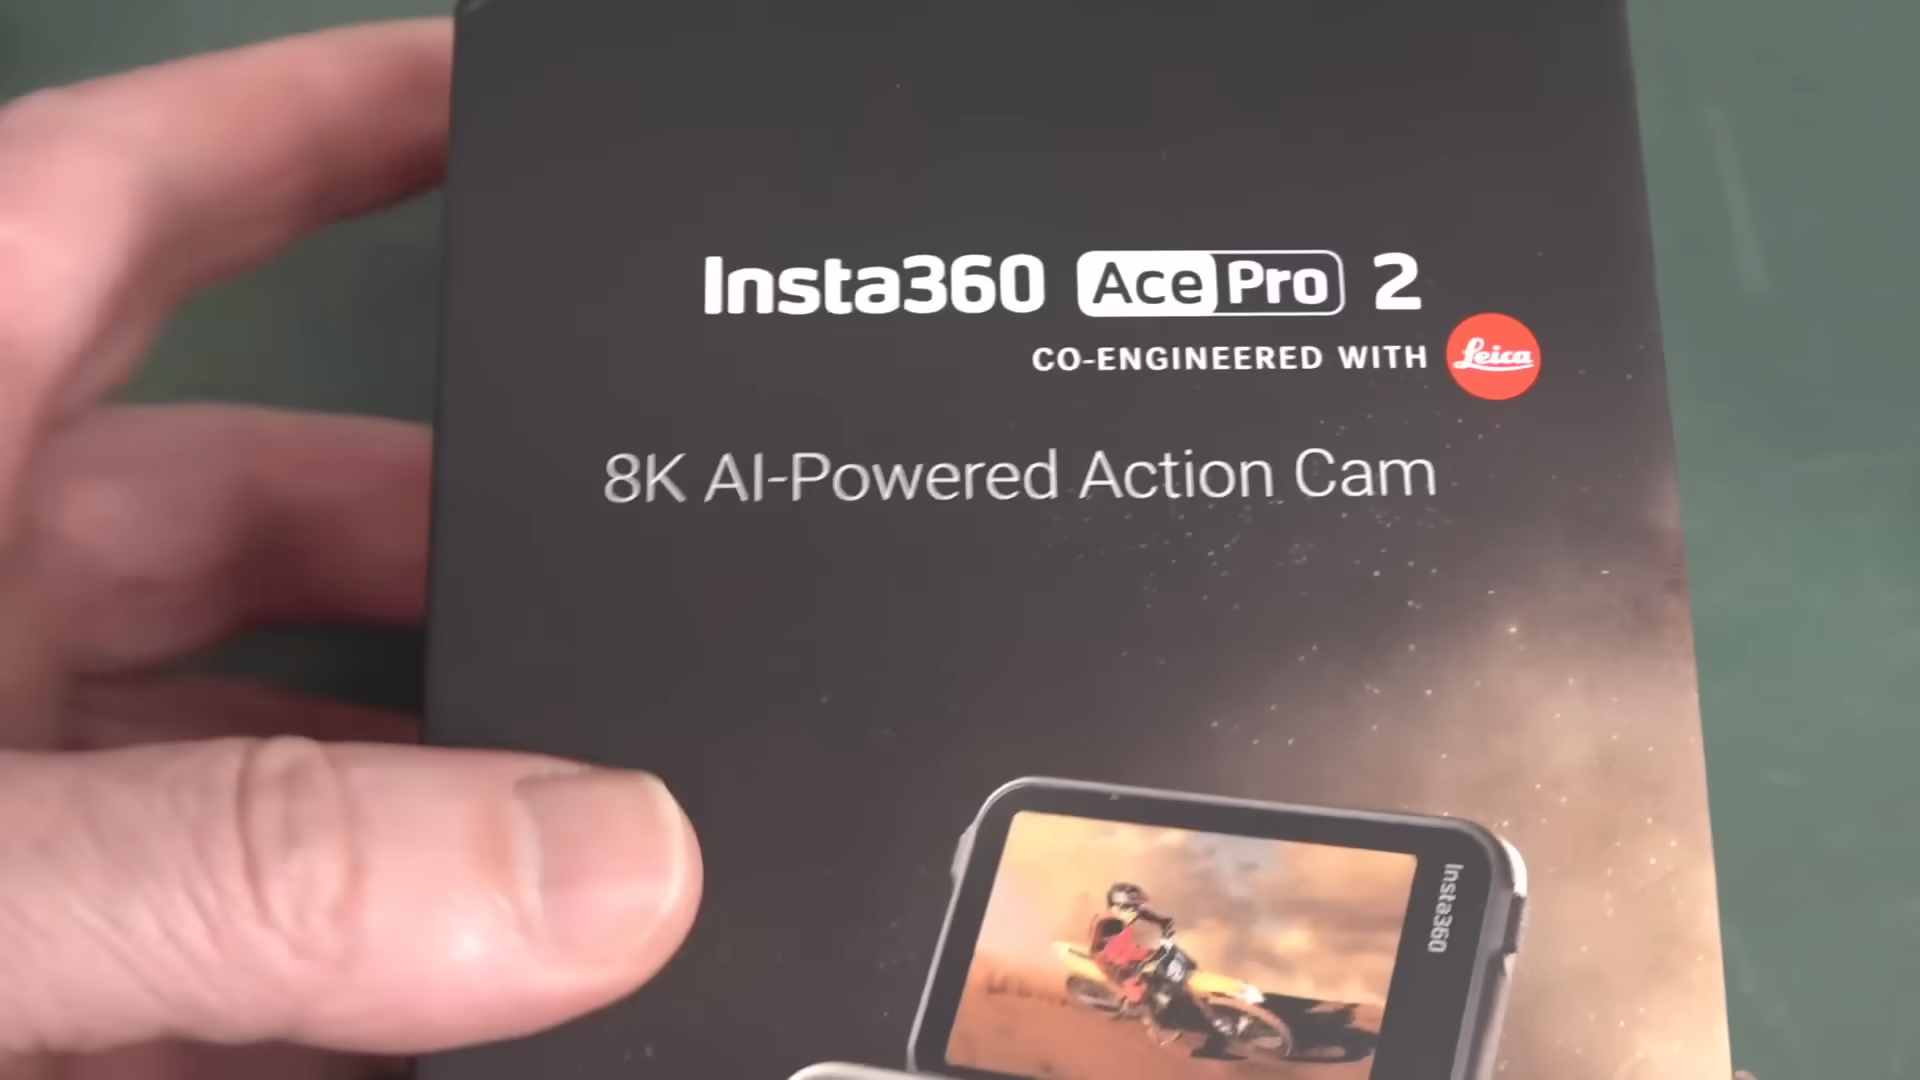 Insta360 Ace Pro 2
CO-ENGINEERED WITH Leica
8K AI-Powered Action Cam
Insta360